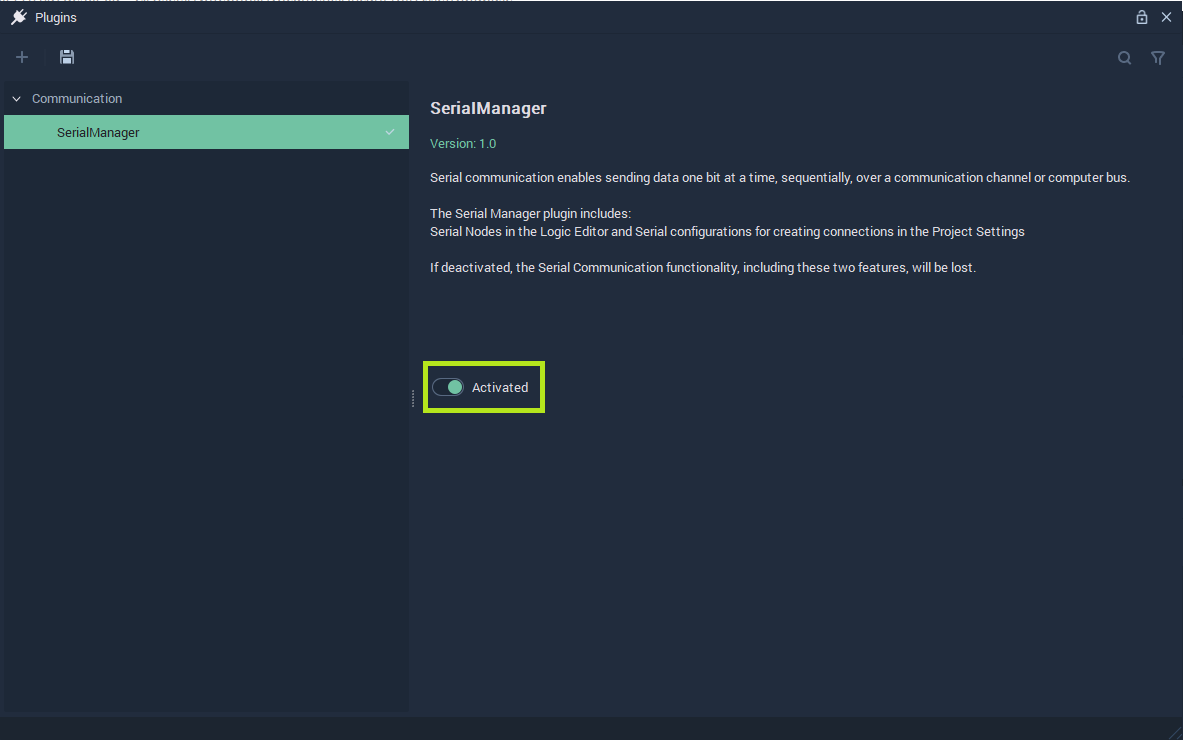 Plugins
Communication
SerialManager
SerialManager
Version: 1.0
Serial communication enables sending data one bit at a time, sequentially, over a communication channel or computer bus.
The Serial Manager plugin includes:
Serial Nodes in the Logic Editor and Serial configurations for creating connections in the Project Settings
If deactivated, the Serial Communication functionality, including these two features, will be lost.
Activated